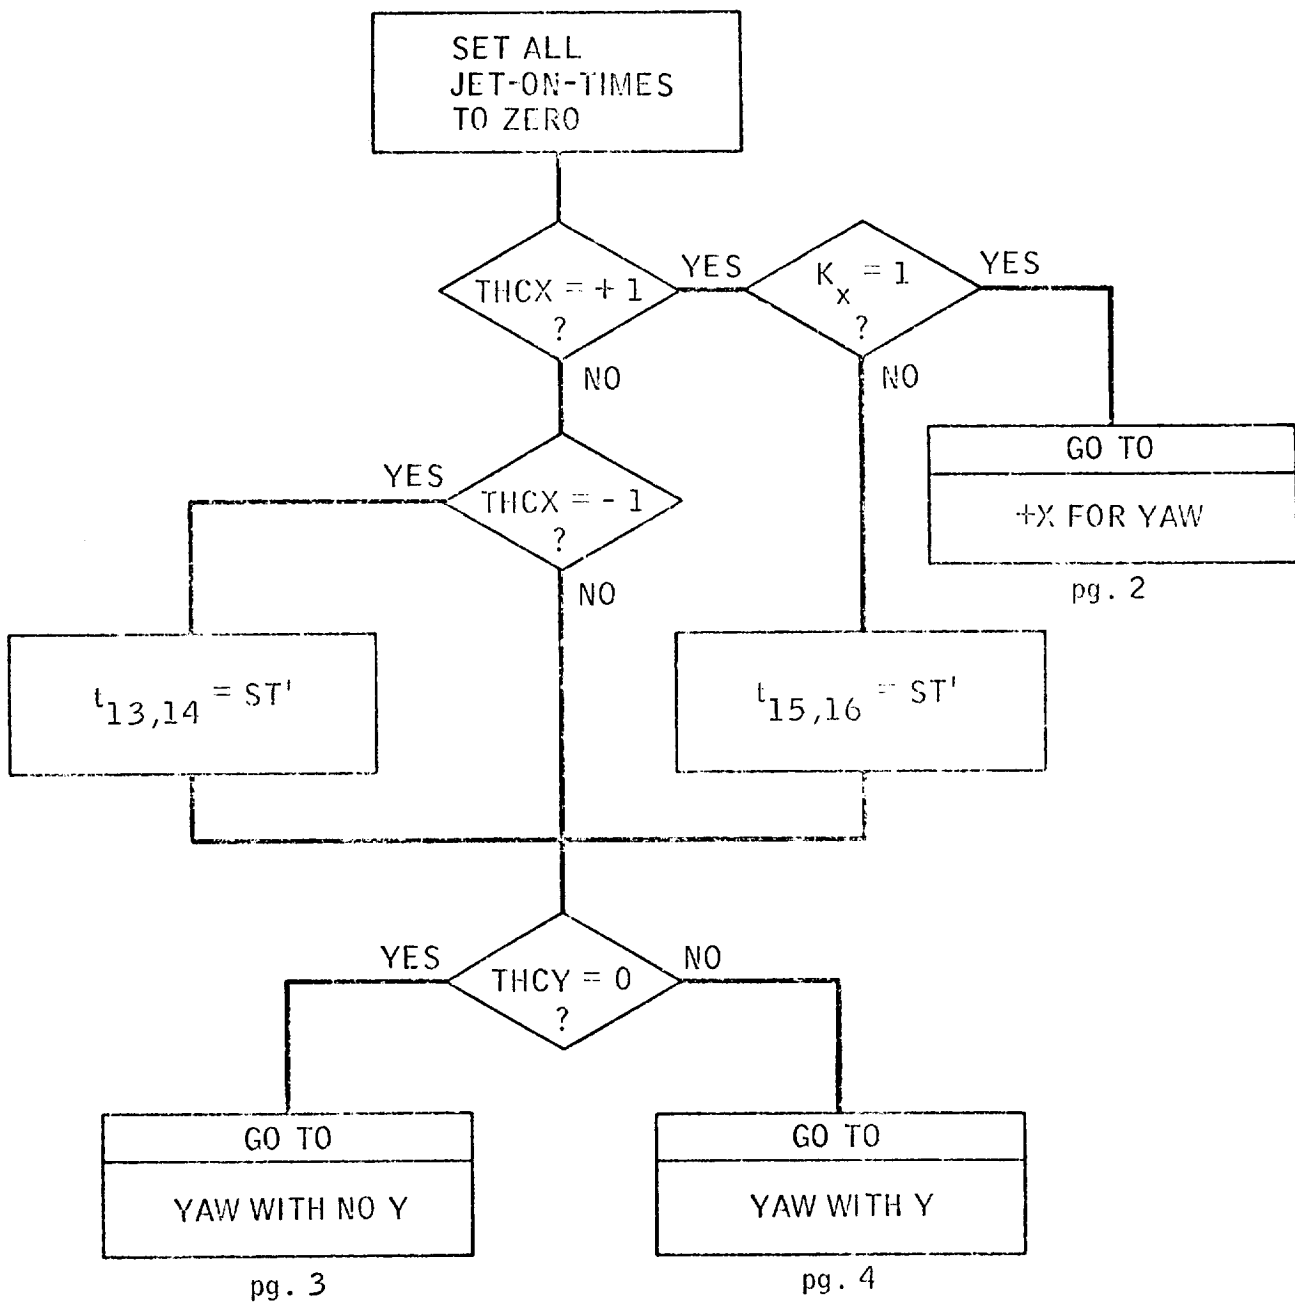 SET ALL
JET-ON-TIMES
TO ZERO
THCX = + 1
?
YES
K_x = 1
?
YES
NO
NO
GO TO
+X FOR YAW
pg. 2
YES
THCX = - 1
?
NO
t_13,14 = ST'
t_15,16 = ST'
YES
THCY = 0
?
NO
GO TO
YAW WITH NO Y
pg. 3
GO TO
YAW WITH Y
pg. 4